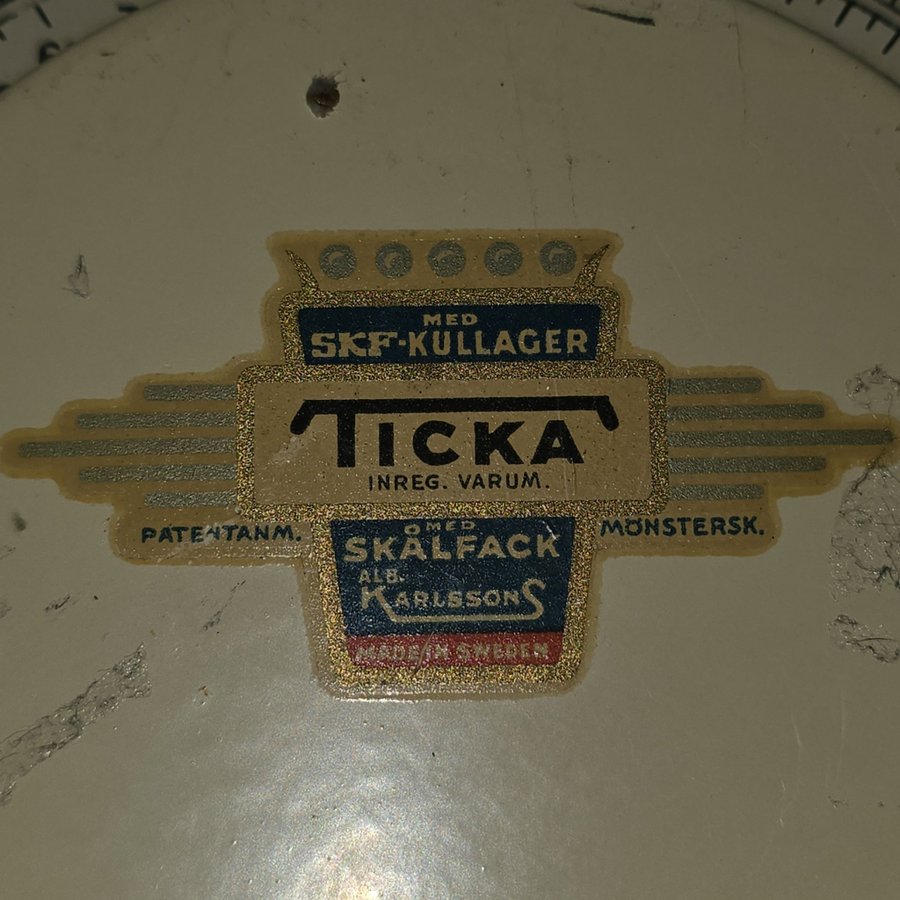 MED
SKF-KULLAGER
TICKA
INREG. VARUM.
PATENTANM.
MÖNSTERSK.
MED
SKÅLFACK
ALB.
KARLSSONS
MADE IN SWEDEN